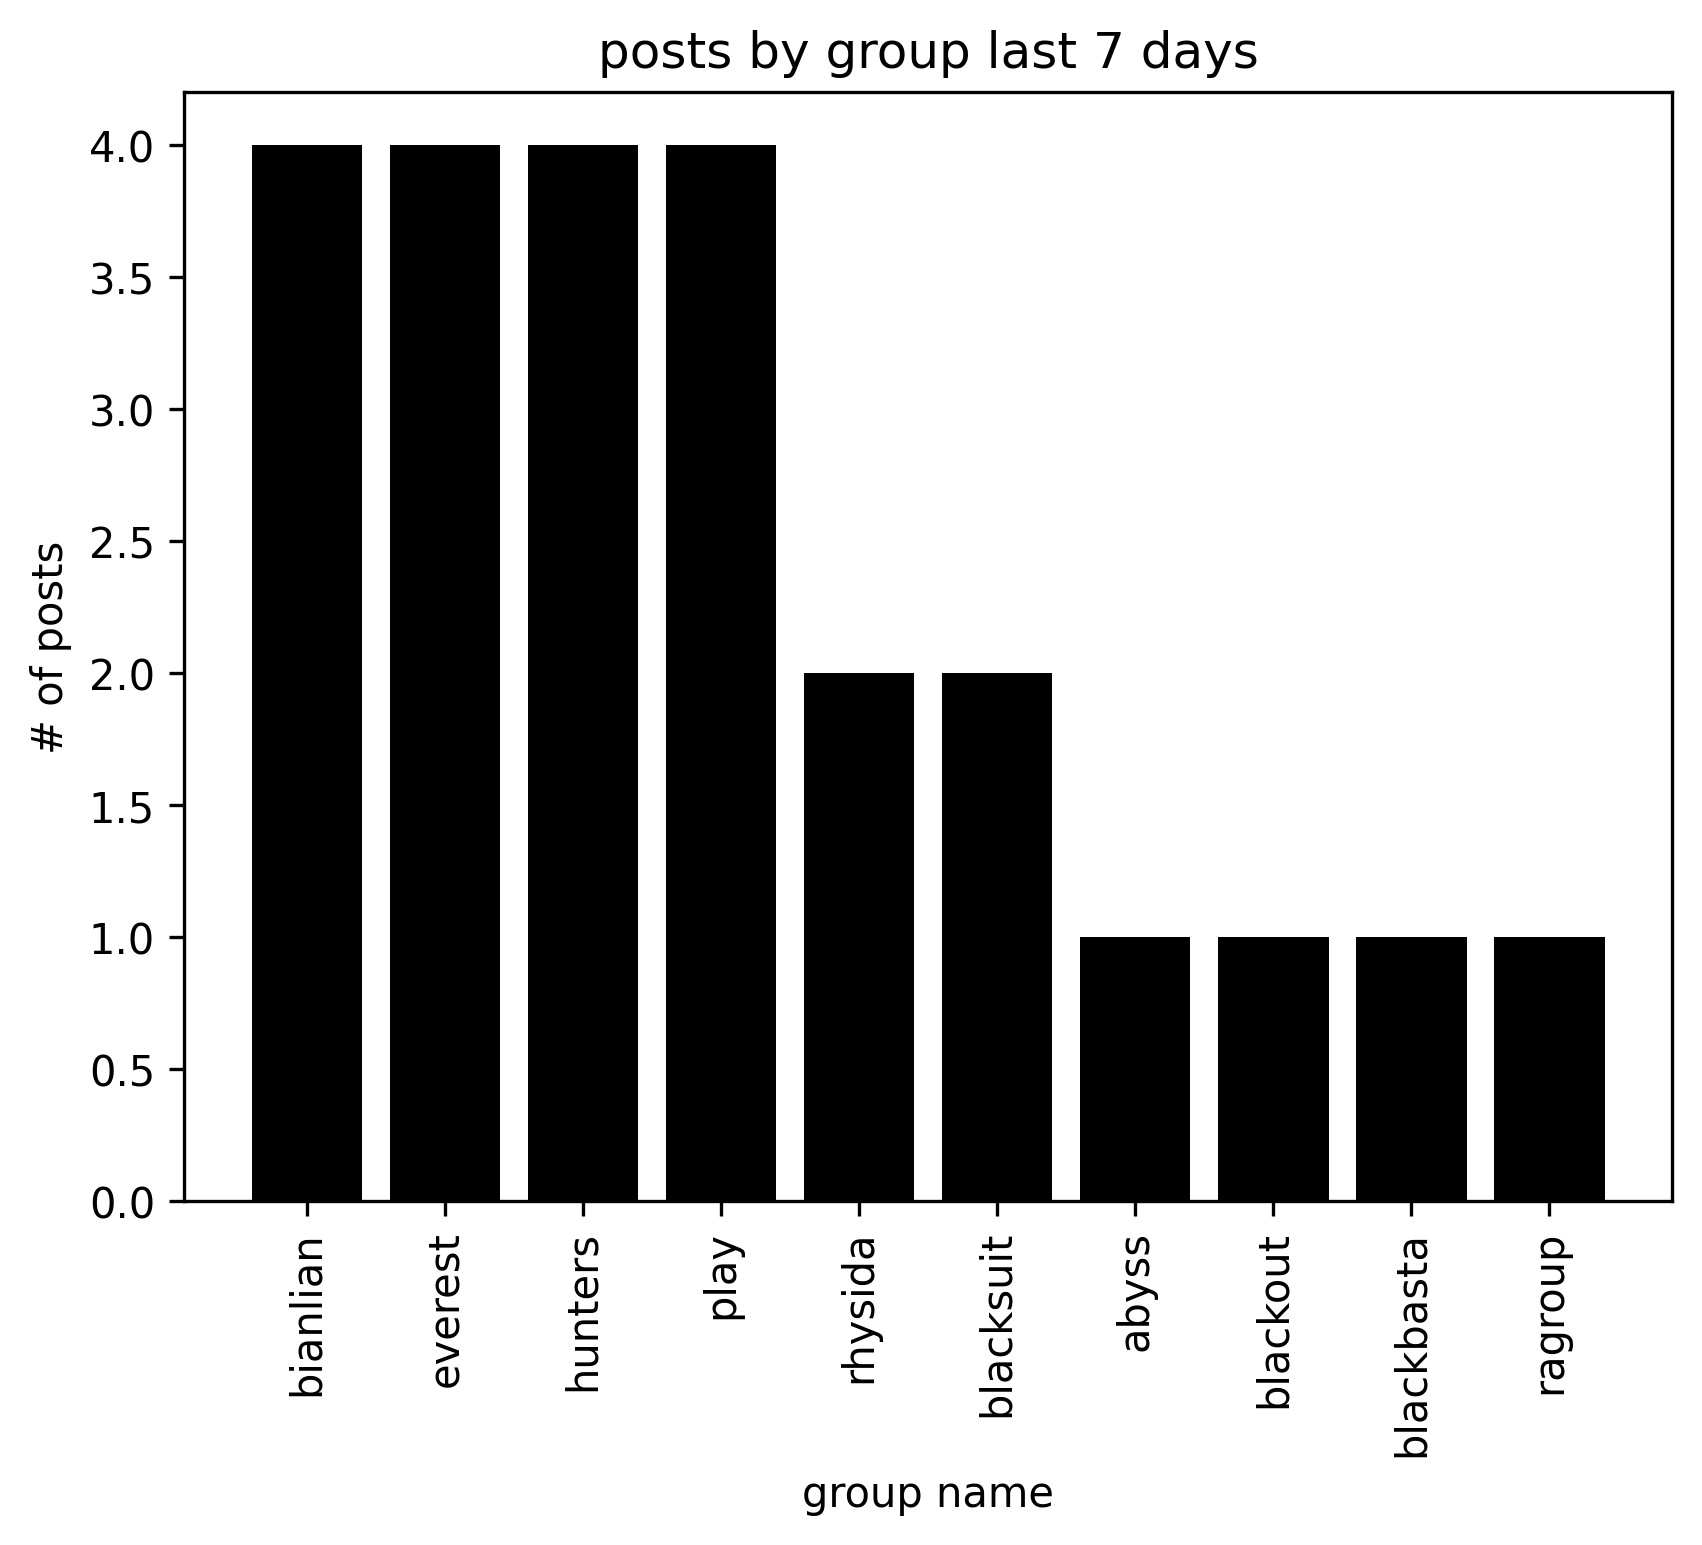 posts by group last 7 days
# of posts
4.0
3.5
3.0
2.5
2.0
1.5
1.0
0.5
0.0
bianlian
everest
hunters
play
rhysida
blacksuit
abyss
blackout
blackbasta
ragroup
group name